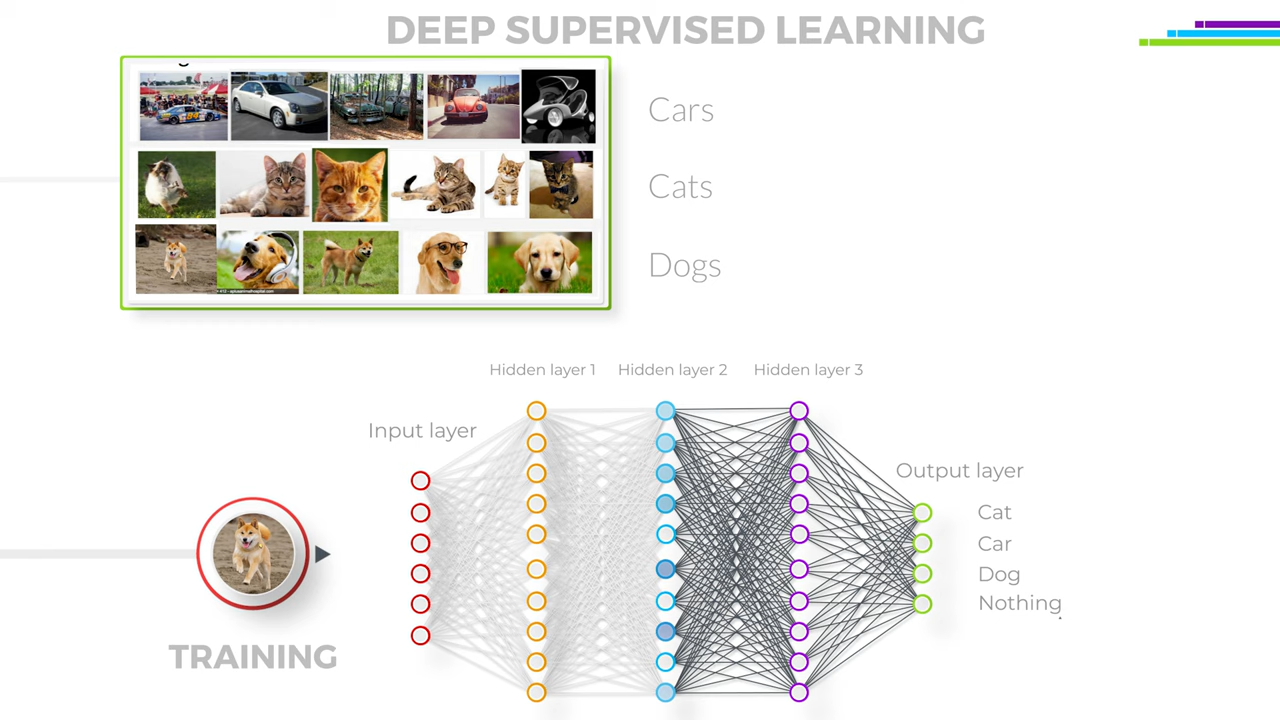 DEEP SUPERVISED LEARNING
Cars
Cats
Dogs
Hidden layer 1
Hidden layer 2
Hidden layer 3
Input layer
Output layer
Cat
Car
Dog
Nothing
TRAINING